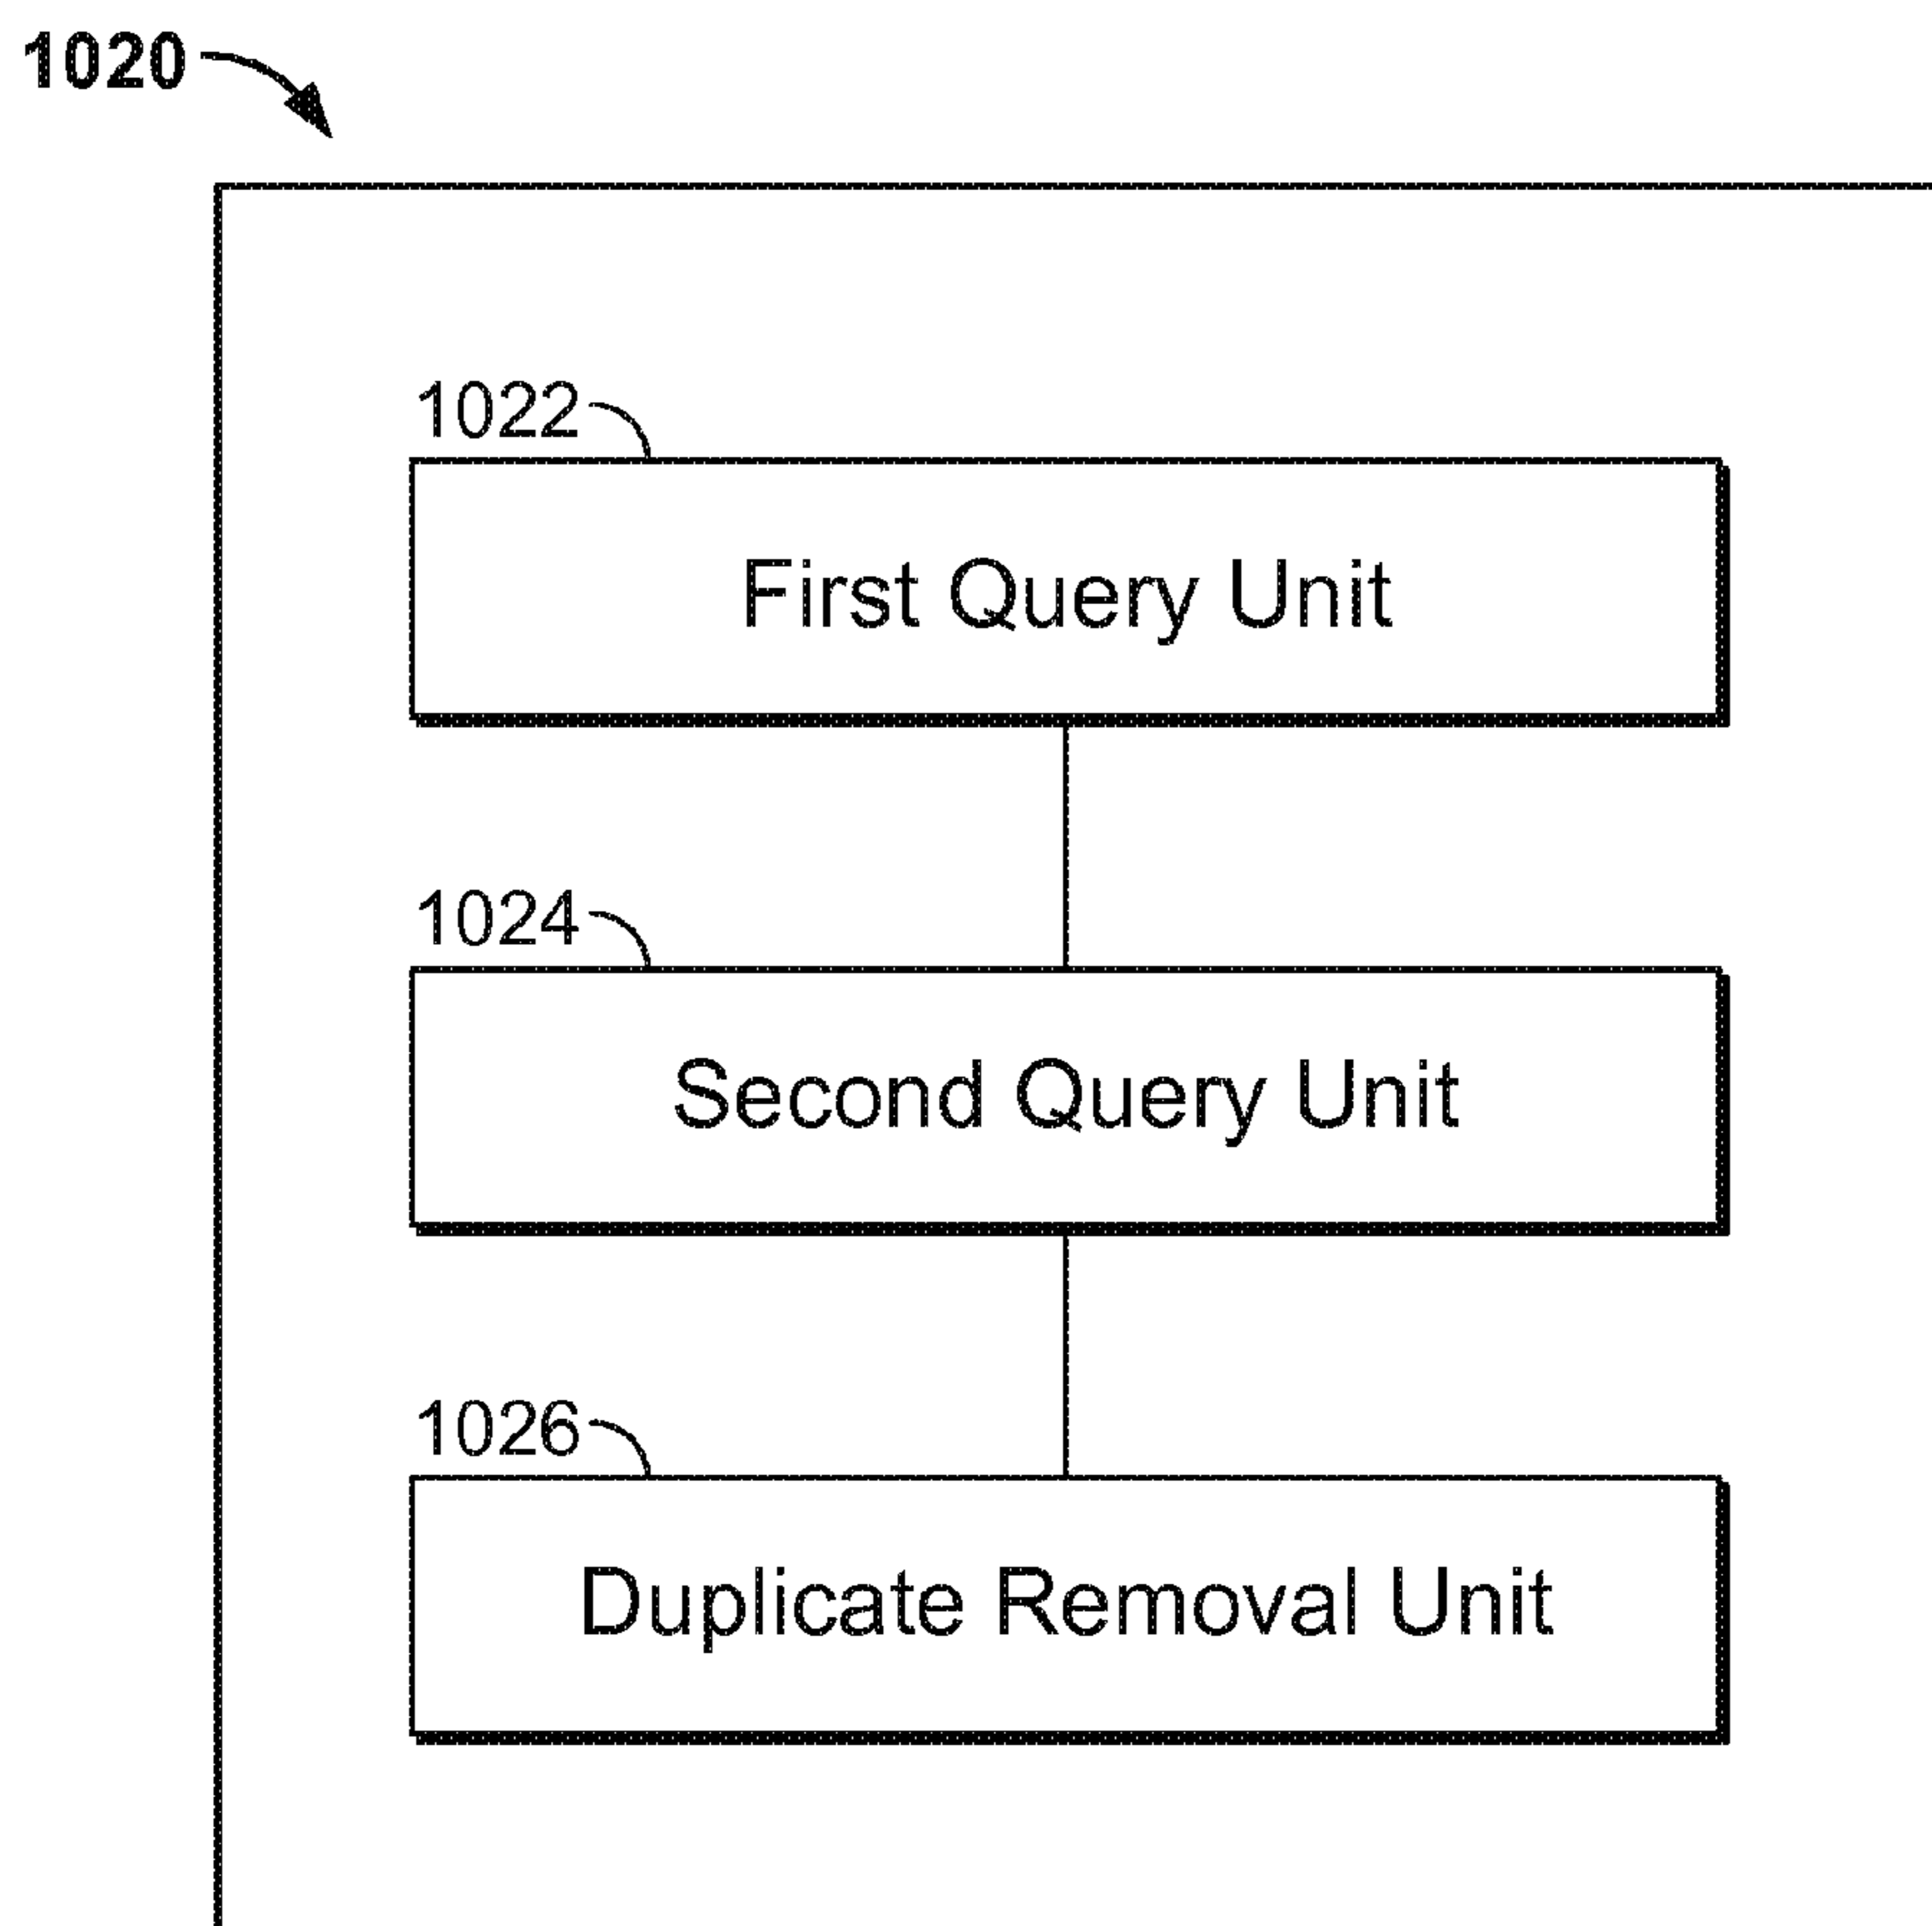 1020
1022
First Query Unit
1024
Second Query Unit
1026
Duplicate Removal Unit